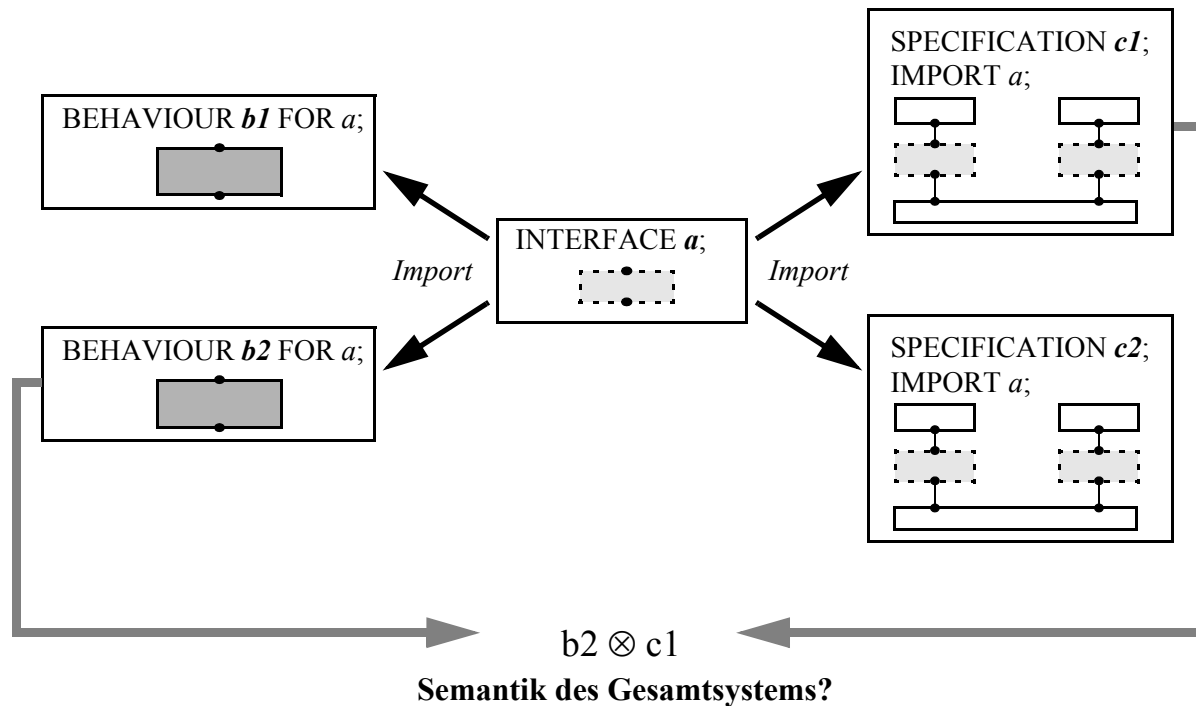 SPECIFICATION c1;
IMPORT a;
BEHAVIOUR b1 FOR a;
INTERFACE a;
Import
Import
BEHAVIOUR b2 FOR a;
SPECIFICATION c2;
IMPORT a;
b2 ⊗ c1
Semantik des Gesamtsystems?